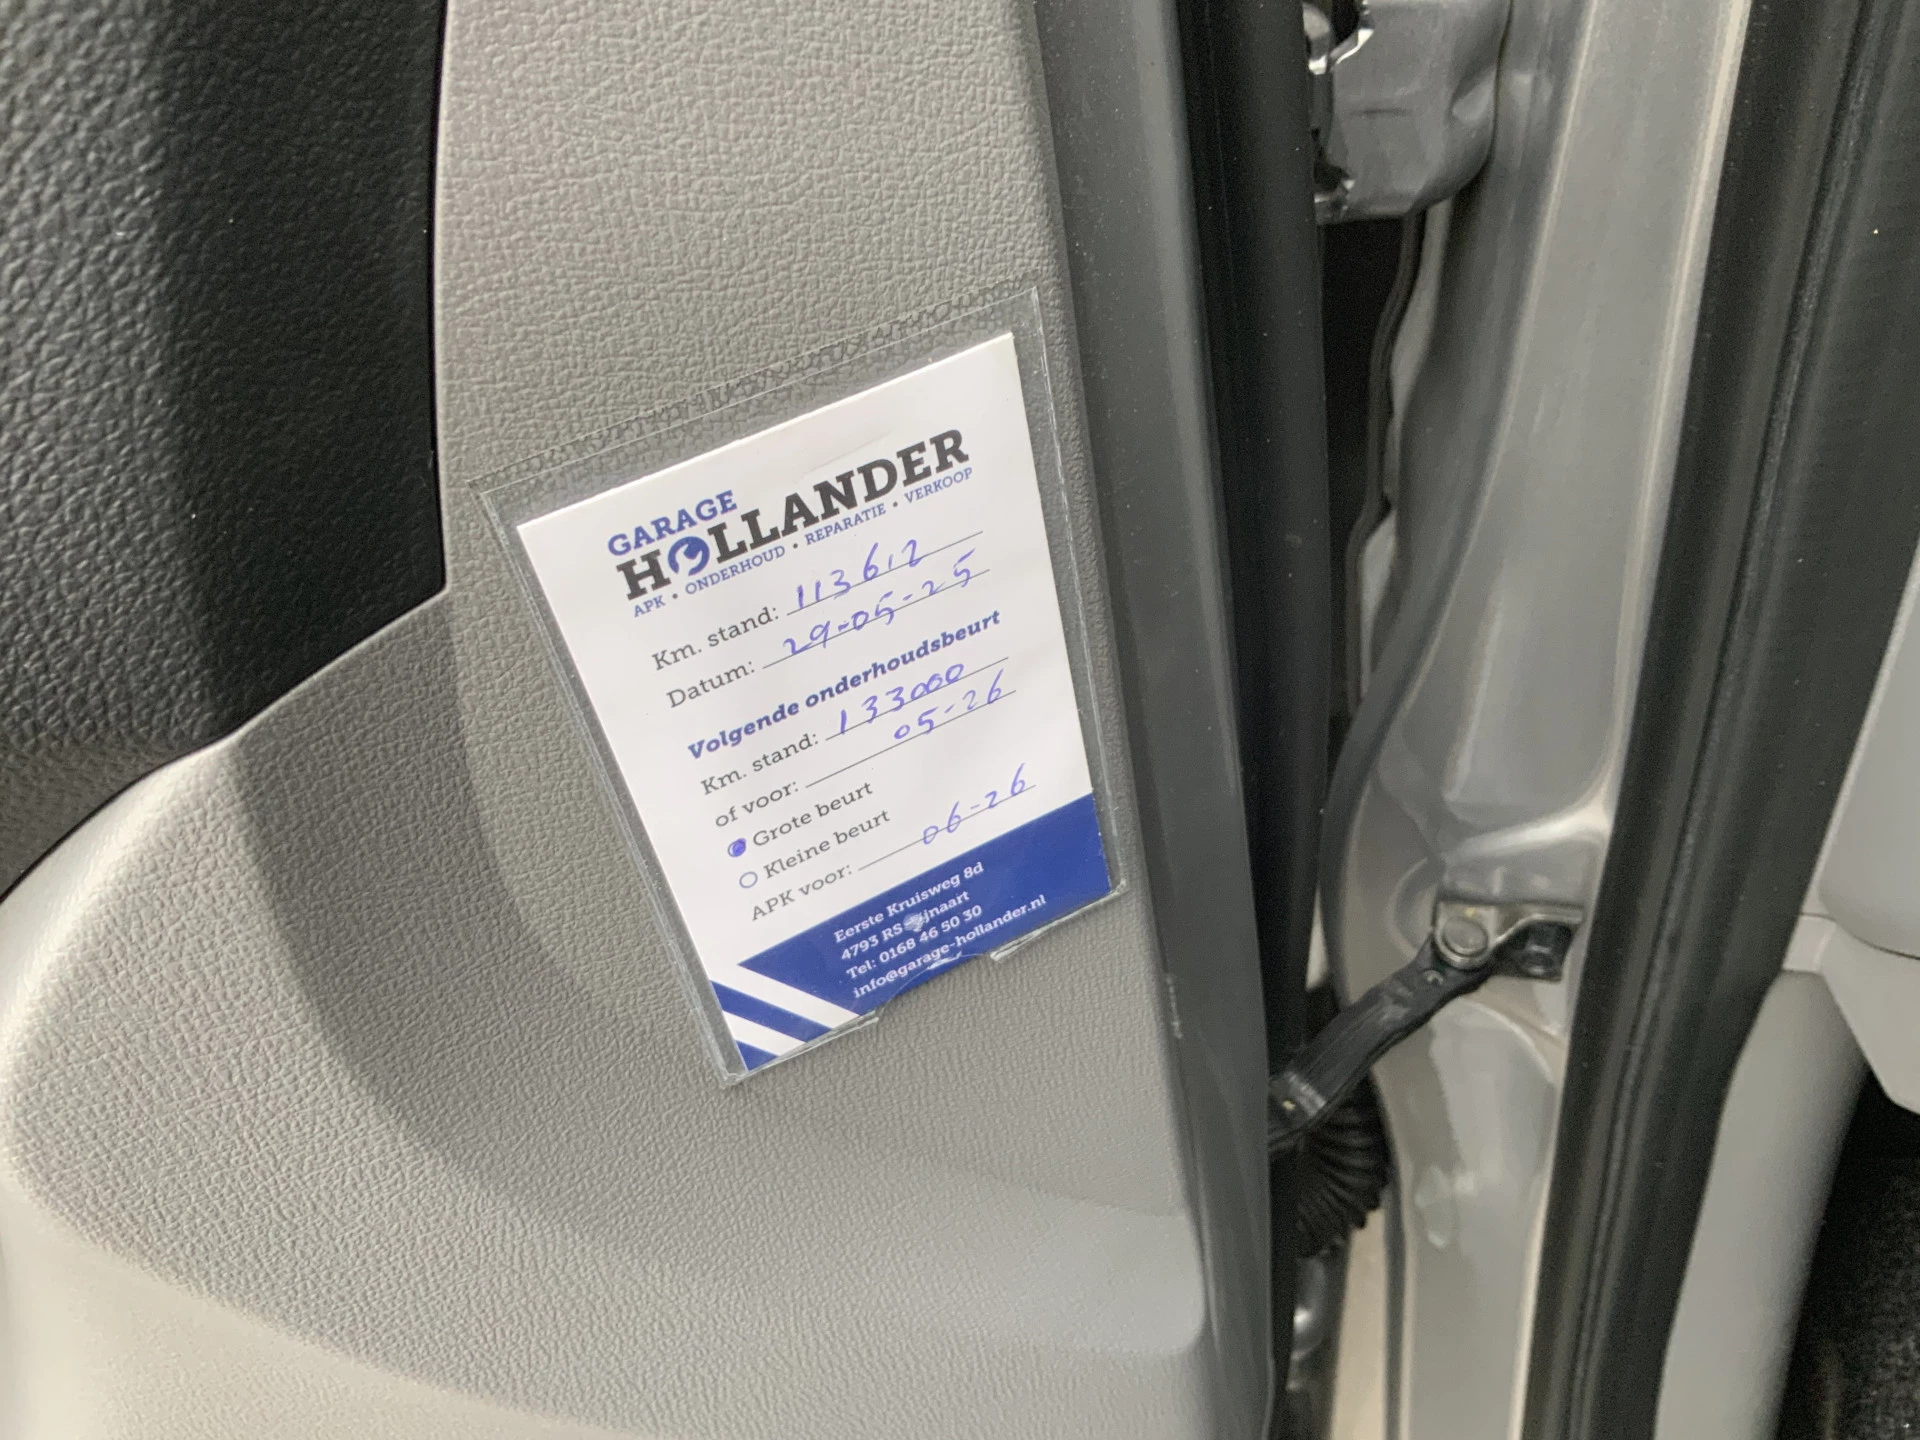 GARAGE
HOLLANDER
APK • ONDERHOUD • REPARATIE • VERKOOP
Km. stand: 113612
Datum: 29-05-25
Volgende onderhoudsbeurt
Km. stand: 133000
of voor: 05-26
Grote beurt
Kleine beurt
APK voor: 06-26
Eerste Kruisweg 8d
4793 RS
Tel: 0168 46 50 30
info@garage-hollander.nl